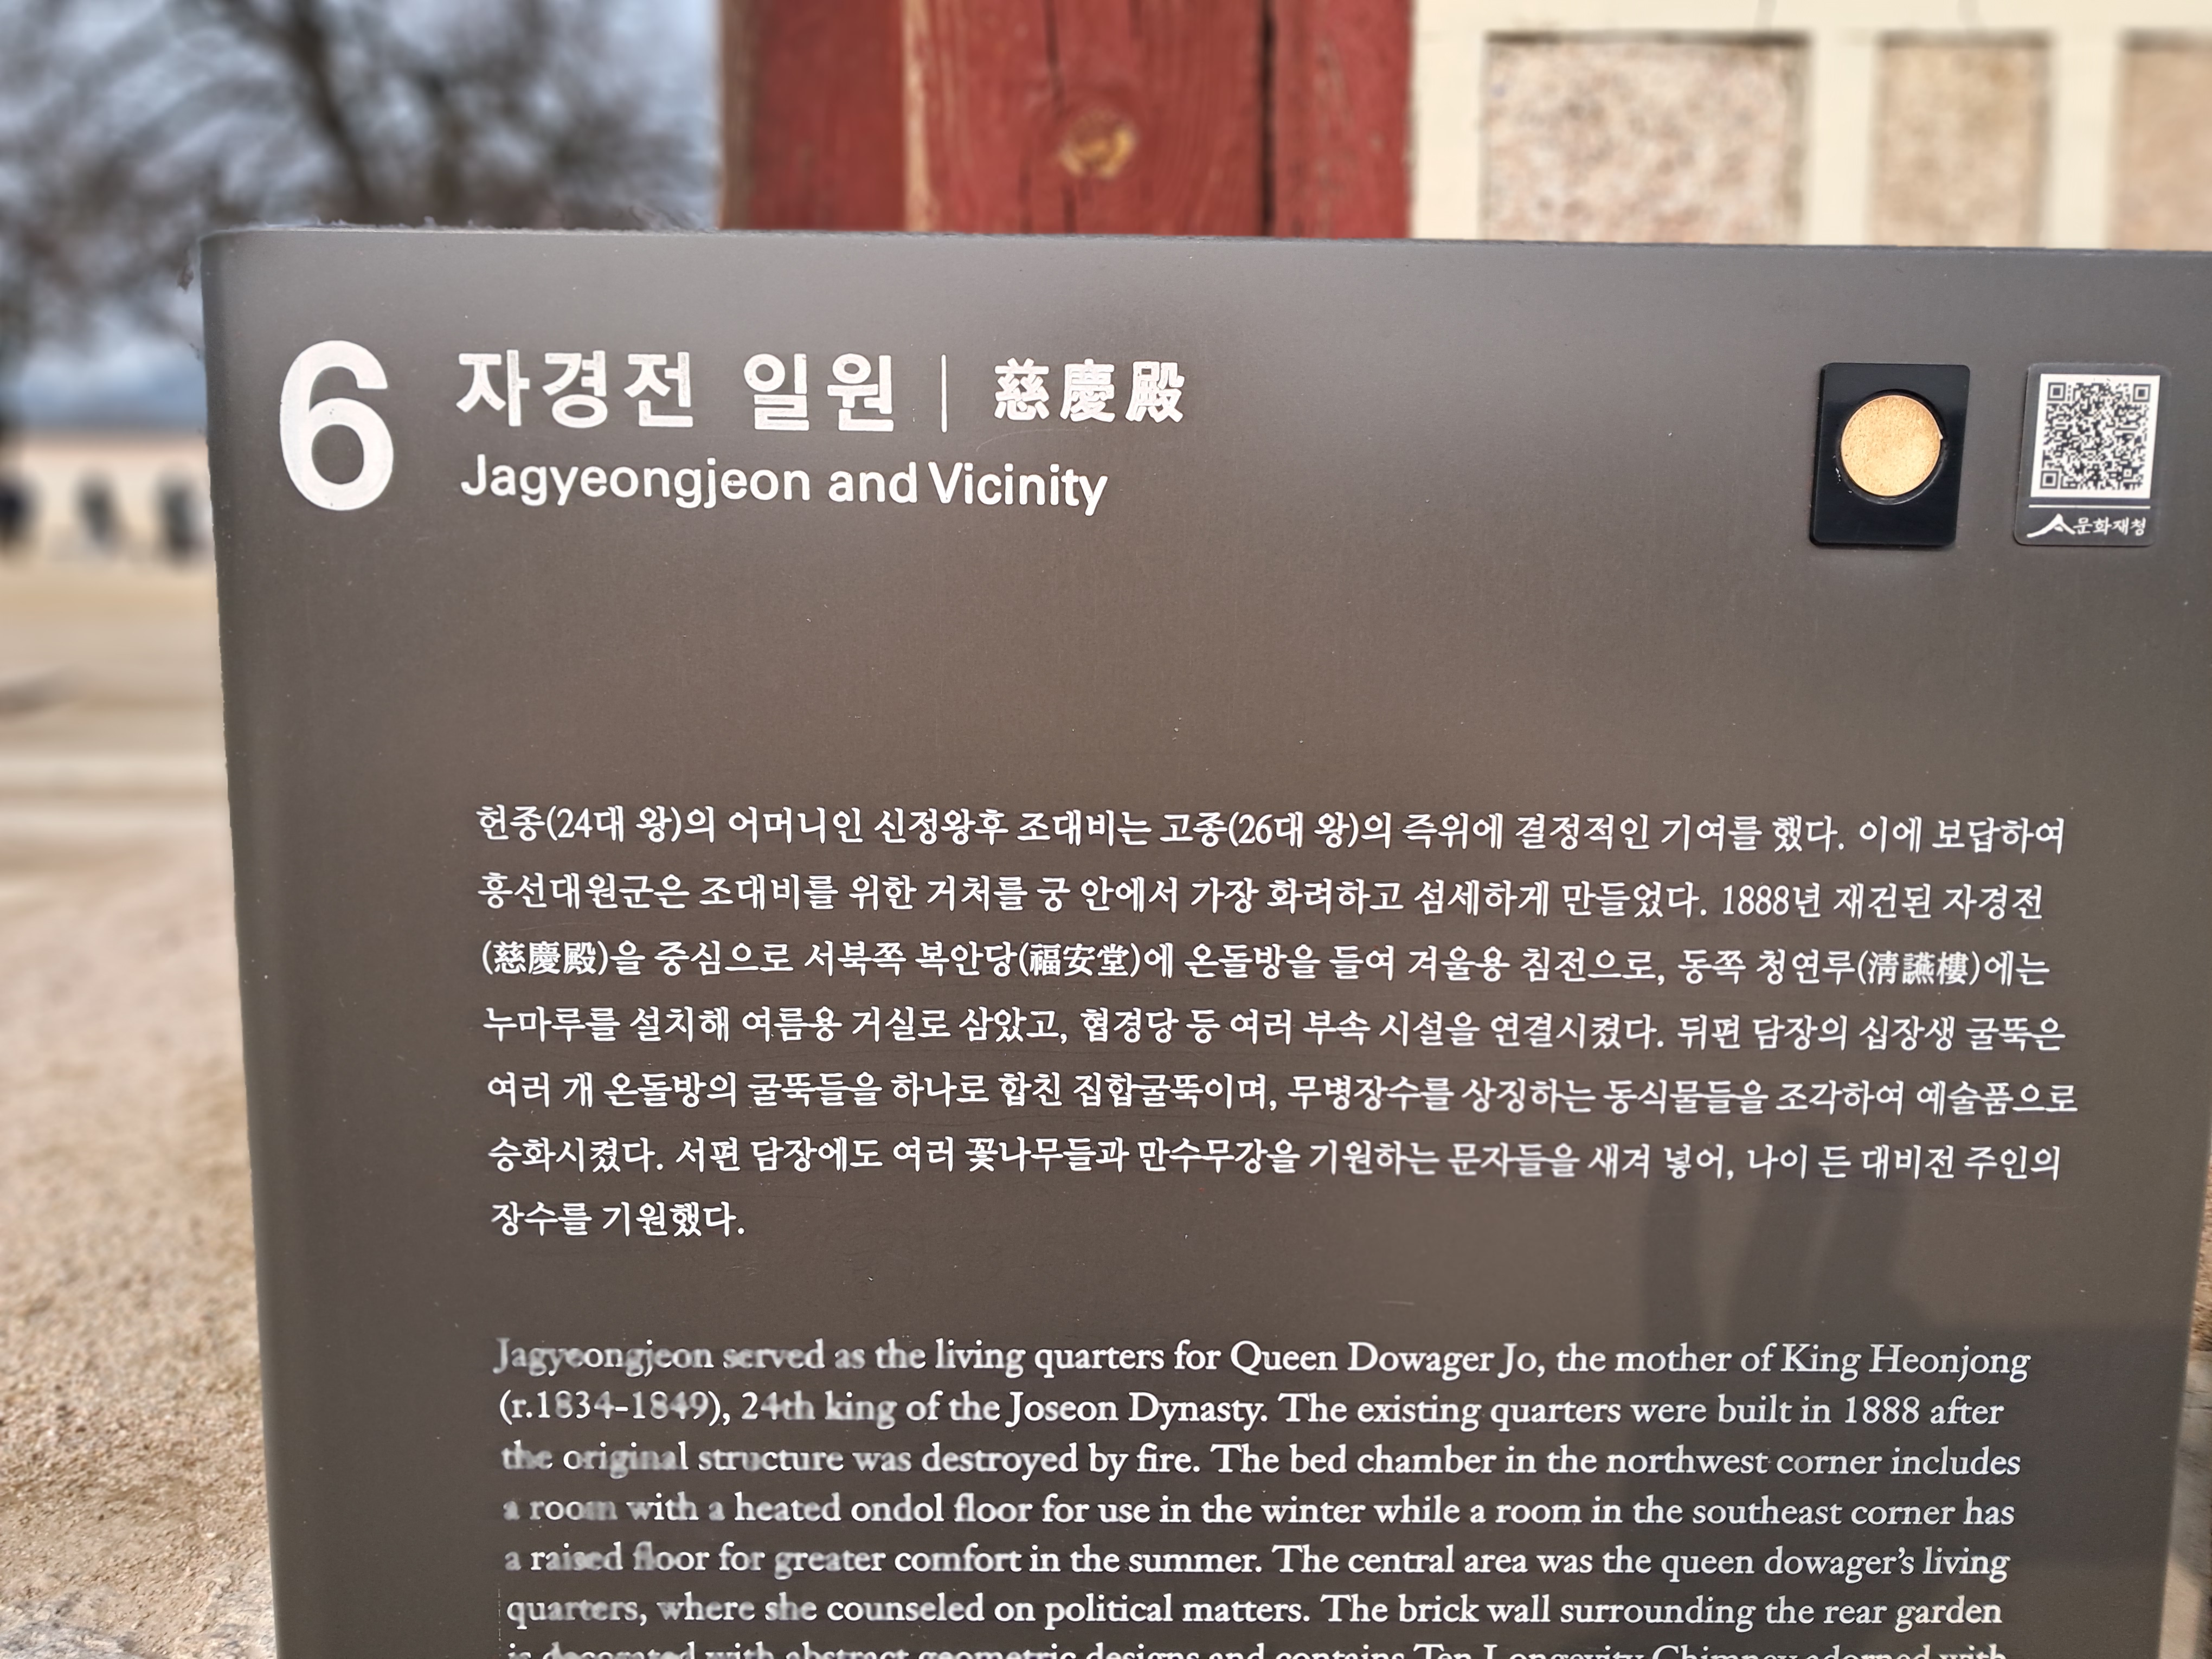 6
자경전 일원 | 慈慶殿
Jagyeongjeon and Vicinity
문화재청
헌종(24대 왕)의 어머니인 신정왕후 조대비는 고종(26대 왕)의 즉위에 결정적인 기여를 했다. 이에 보답하여
흥선대원군은 조대비를 위한 거처를 궁 안에서 가장 화려하고 섬세하게 만들었다. 1888년 재건된 자경전
(慈慶殿)을 중심으로 서북쪽 복안당(福安堂)에 온돌방을 들여 겨울용 침전으로, 동쪽 청연루(淸讌樓)에는
누마루를 설치해 여름용 거실로 삼았고, 협경당 등 여러 부속 시설을 연결시켰다. 뒤편 담장의 십장생 굴뚝은
여러 개 온돌방의 굴뚝들을 하나로 합친 집합굴뚝이며, 무병장수를 상징하는 동식물들을 조각하여 예술품으로
승화시켰다. 서편 담장에도 여러 꽃나무들과 만수무강을 기원하는 문자들을 새겨 넣어, 나이 든 대비전 주인의
장수를 기원했다.
Jagyeongjeon served as the living quarters for Queen Dowager Jo, the mother of King Heonjong
(r.1834-1849), 24th king of the Joseon Dynasty. The existing quarters were built in 1888 after
the original structure was destroyed by fire. The bed chamber in the northwest corner includes
a room with a heated ondol floor for use in the winter while a room in the southeast corner has
a raised floor for greater comfort in the summer. The central area was the queen dowager's living
quarters, where she counseled on political matters. The brick wall surrounding the rear garden
is decorated with abstract geometric designs and contains Ten Longevity Chimney adorned with